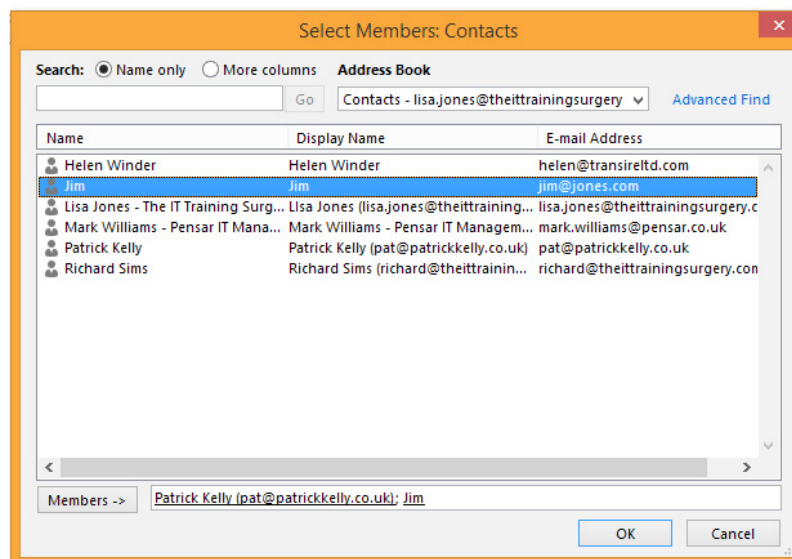 Select Members: Contacts
Search: Name only More columns Address Book
Go Contacts - lisa.jones@theittrainingsurgery Advanced Find
Name Display Name E-mail Address
Helen Winder Helen Winder helen@transireltd.com
Jim Jim jim@jones.com
Lisa Jones - The IT Training Surg... LIsa Jones (lisa.jones@theittraining... lisa.jones@theittrainingsurgery.c
Mark Williams - Pensar IT Mana... Mark Williams - Pensar IT Managem... mark.williams@pensar.co.uk
Patrick Kelly Patrick Kelly (pat@patrickkelly.co.uk) pat@patrickkelly.co.uk
Richard Sims Richard Sims (richard@theittrainin... richard@theittrainingsurgery.com
Members -> Patrick Kelly (pat@patrickkelly.co.uk); Jim
OK Cancel